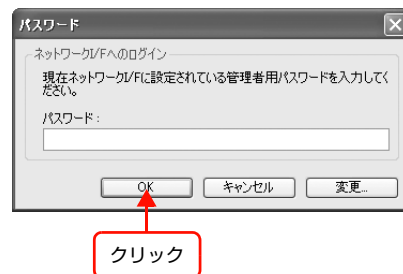 パスワード
ネットワークI/Fへのログイン
現在ネットワークI/Fに設定されている管理者用パスワードを入力してく
ださい。
パスワード：
OK キャンセル 変更...
クリック